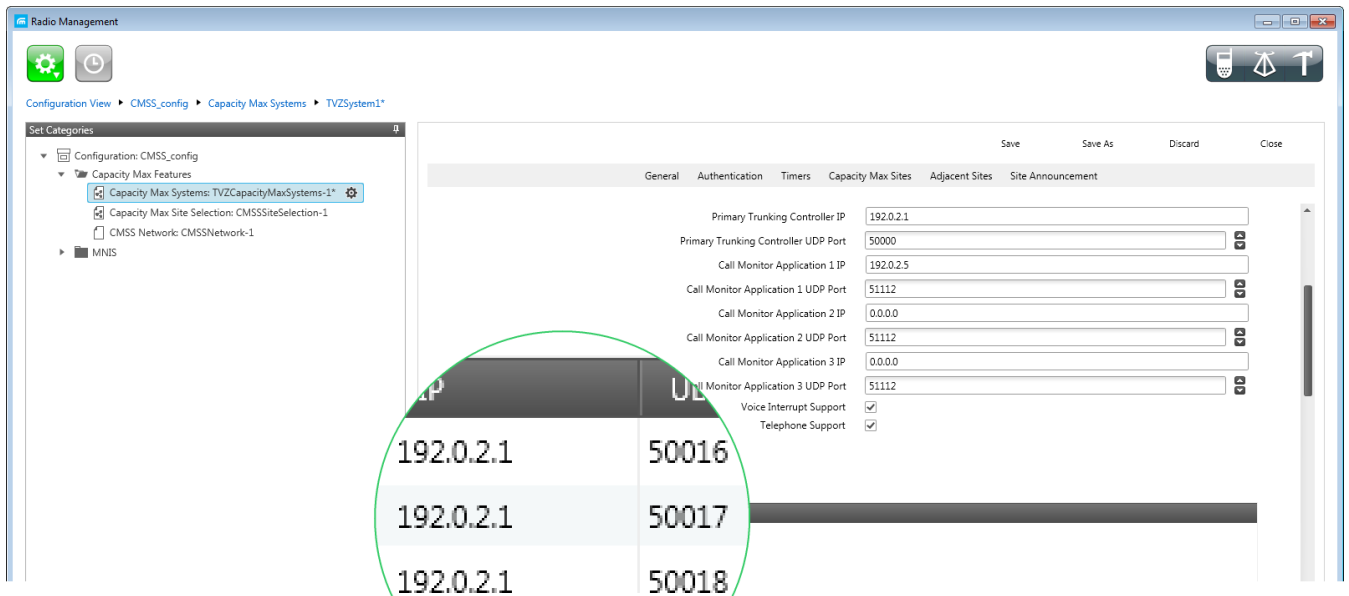 Radio Management
Configuration View CMSS_config Capacity Max Systems TVZSystem1*
Set Categories
Configuration: CMSS_config
Capacity Max Features
Capacity Max Systems: TVZCapacityMaxSystems-1*
Capacity Max Site Selection: CMSSSiteSelection-1
CMSS Network: CMSSNetwork-1
MNIS
Save Save As Discard Close
General Authentication Timers Capacity Max Sites Adjacent Sites Site Announcement
Primary Trunking Controller IP 192.0.2.1
Primary Trunking Controller UDP Port 50000
Call Monitor Application 1 IP 192.0.2.5
Call Monitor Application 1 UDP Port 51112
Call Monitor Application 2 IP 0.0.0.0
Call Monitor Application 2 UDP Port 51112
Call Monitor Application 3 IP 0.0.0.0
Monitor Application 3 UDP Port 51112
Voice Interrupt Support
Telephone Support
IP
192.0.2.1 50016
192.0.2.1 50017
192.0.2.1 50018